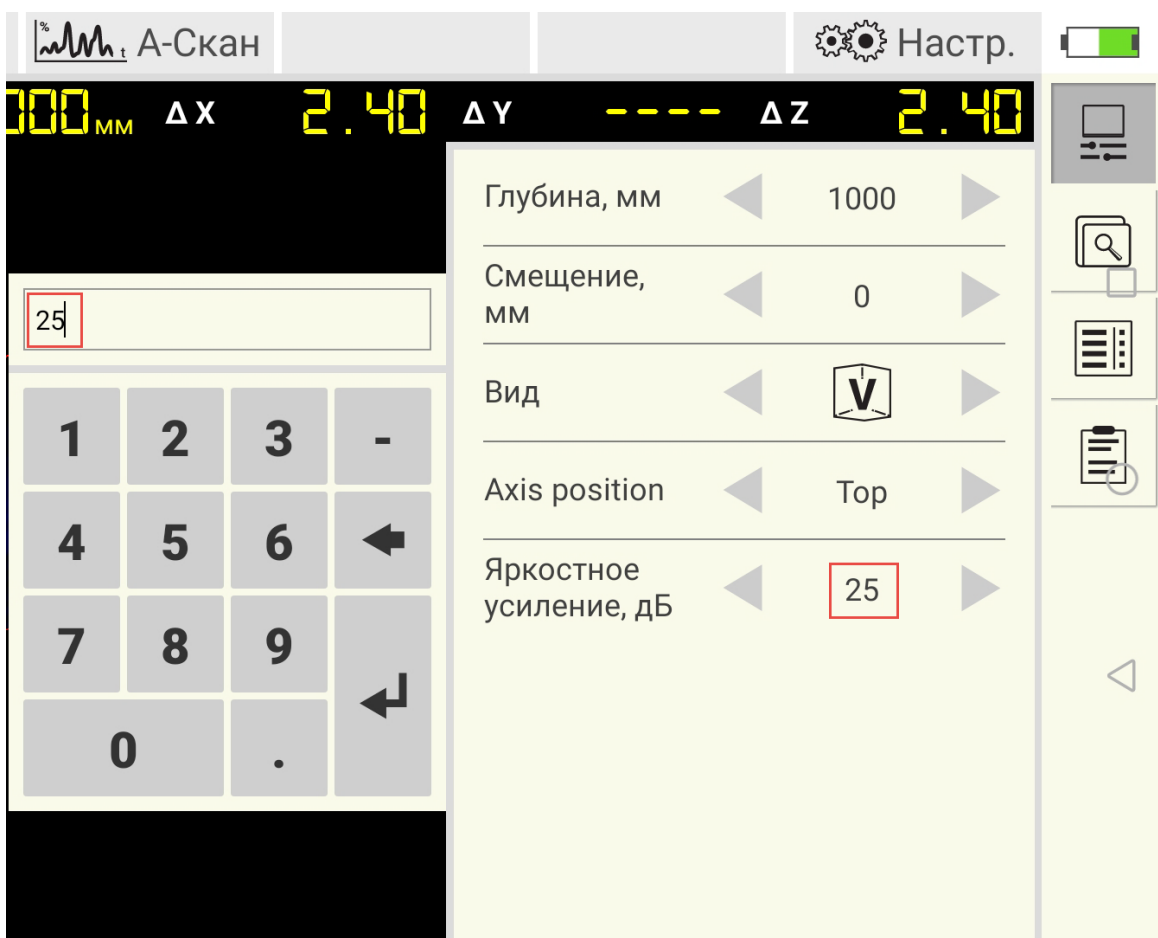 % t А-Скан
Настр.
000 мм ΔX 2.40 ΔY ---- ΔZ 2.40
Глубина, мм 1000
Смещение,
мм
0
25
Вид V
1 2 3 -
Axis position Top
4 5 6
Яркостное
усиление, дБ
25
7 8 9
0 .